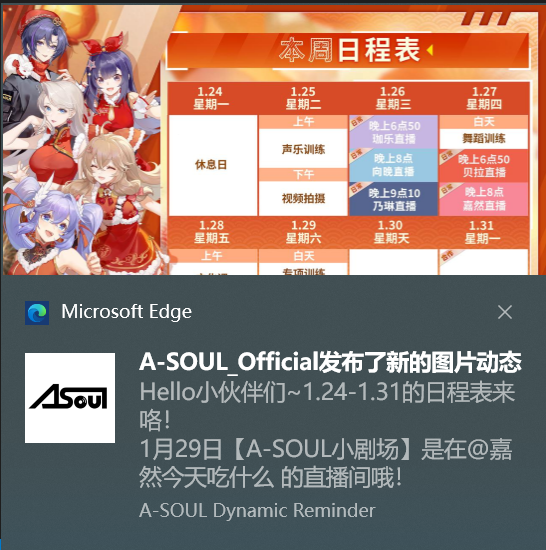 本周日程表
1.24 1.25 1.26 1.27
星期一 星期二 星期三 星期四
休息日
上午
声乐训练
下午
视频拍摄
日常
晚上6点50
珈乐直播
日常
晚上8点
向晚直播
日常
晚上9点10
乃琳直播
白天
舞蹈训练
日常
晚上6点50
贝拉直播
日常
晚上8点
嘉然直播
1.28 1.29 1.30 1.31
星期五 星期六 星期天 星期一
上午 白天
专项训练
Microsoft Edge
ASOUL
A-SOUL_Official发布了新的图片动态
Hello小伙伴们~1.24-1.31的日程表来
咯！
1月29日【A-SOUL小剧场】是在@嘉
然今天吃什么 的直播间哦！
A-SOUL Dynamic Reminder